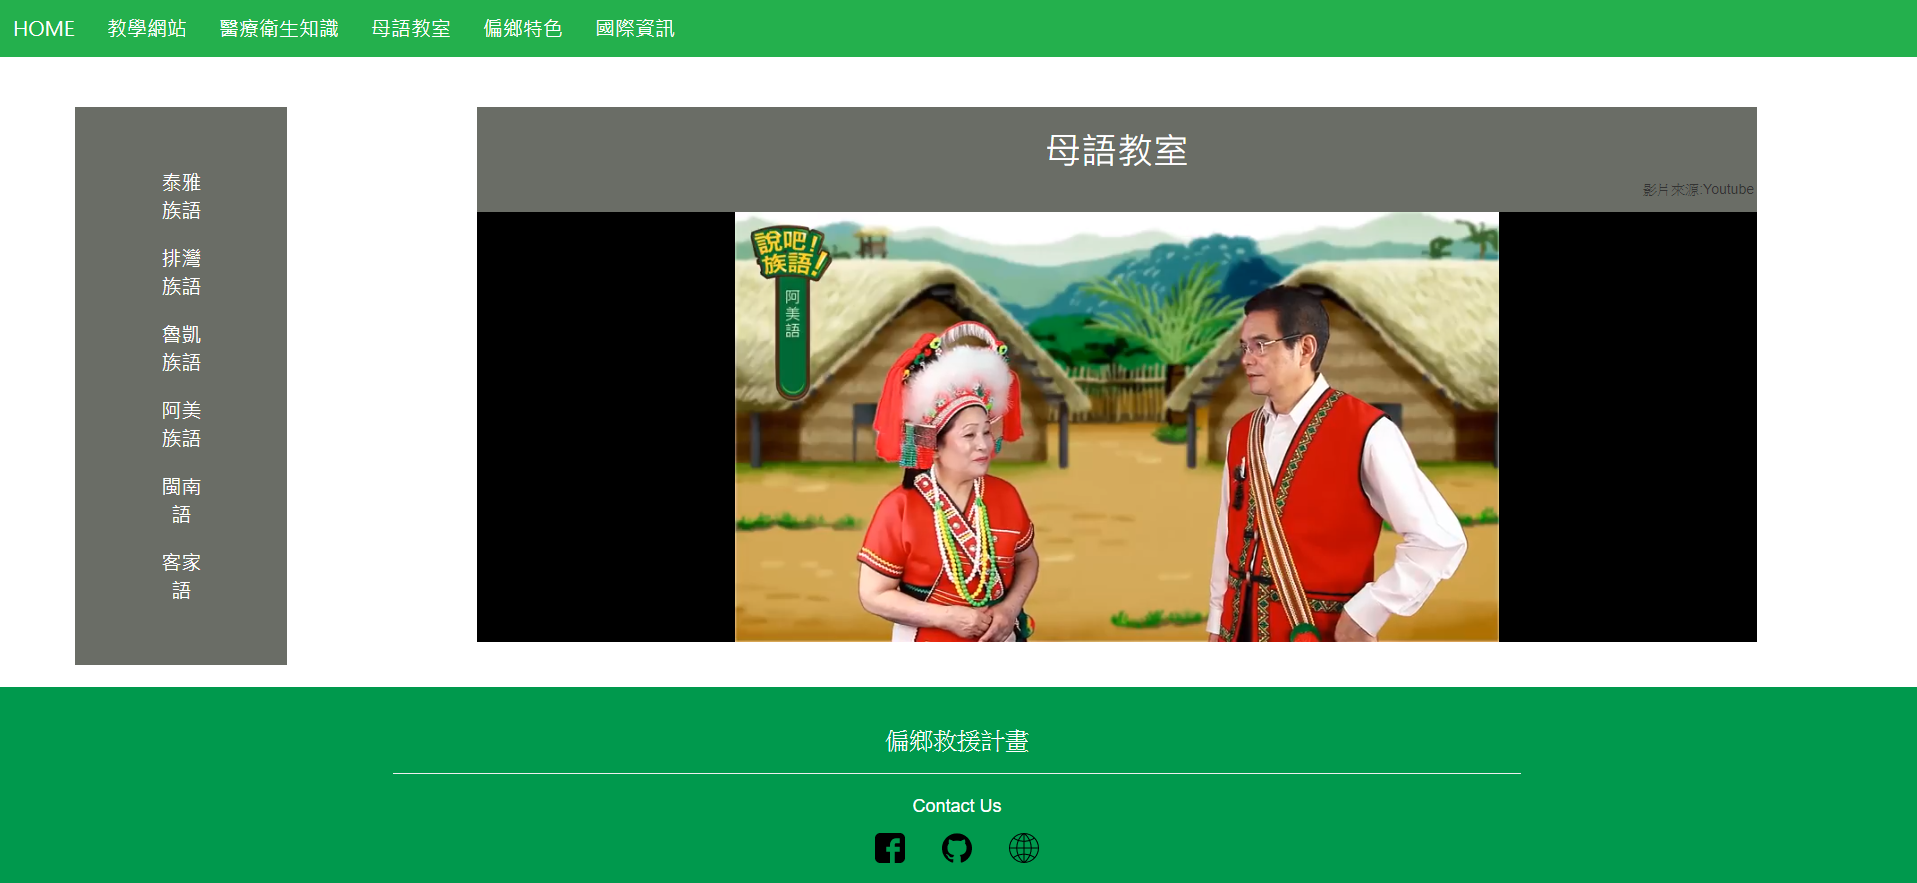 HOME 教學網站 醫療衛生知識 母語教室 偏鄉特色 國際資訊
泰雅
族語
排灣
族語
魯凱
族語
阿美
族語
閩南
語
客家
語
母語教室
影片來源:Youtube
說吧!
族語!
阿美語
偏鄉救援計畫
Contact Us